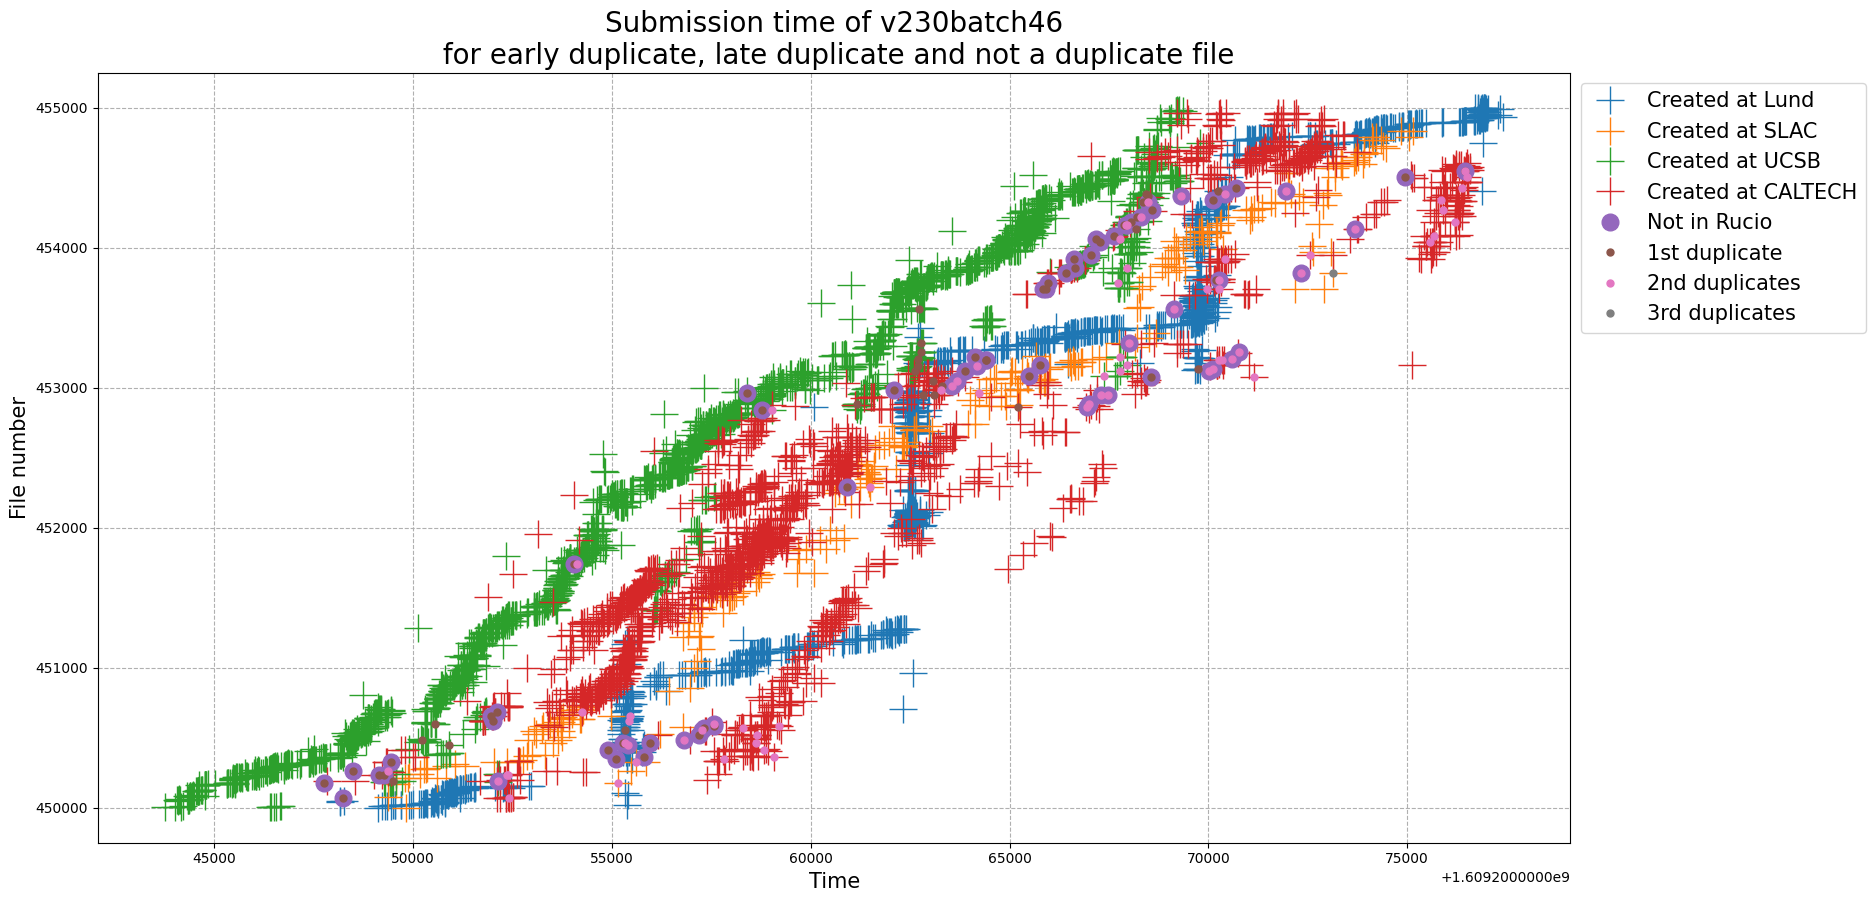 Submission time of v230batch46
for early duplicate, late duplicate and not a duplicate file
File number
455000
454000
453000
452000
451000
450000
45000
50000
55000
60000
65000
70000
75000
+1.6092000000e9
Time
Created at Lund
Created at SLAC
Created at UCSB
Created at CALTECH
Not in Rucio
1st duplicate
2nd duplicates
3rd duplicates